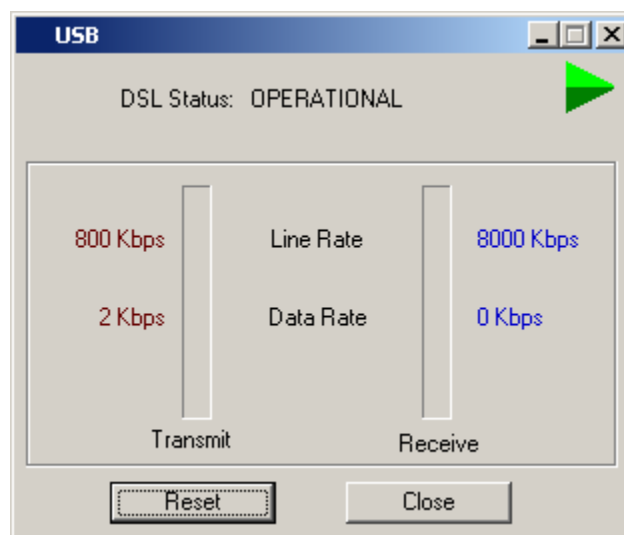 USB
DSL Status: OPERATIONAL
800 Kbps Line Rate 8000 Kbps
2 Kbps Data Rate 0 Kbps
Transmit Receive
Reset Close